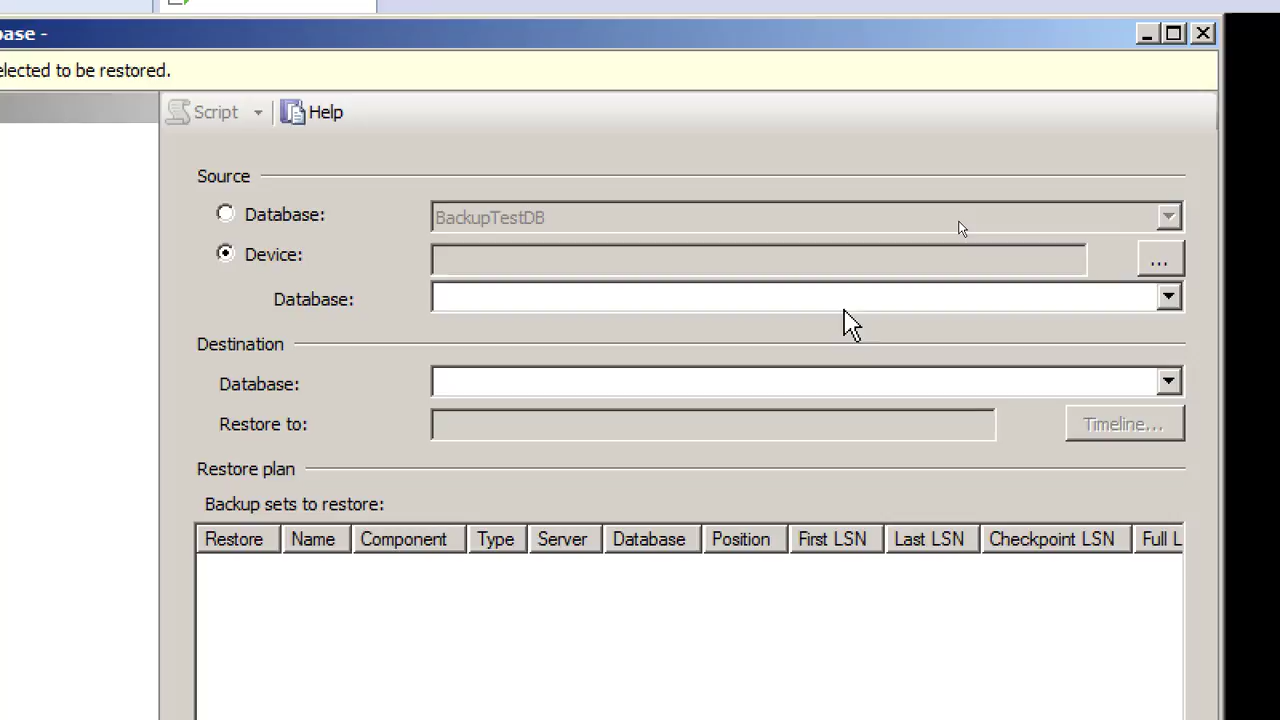 base -
elected to be restored.
Script Help
Source
Database: BackupTestDB
Device: ...
Database:
Destination
Database:
Restore to: Timeline...
Restore plan
Backup sets to restore:
Restore Name Component Type Server Database Position First LSN Last LSN Checkpoint LSN Full L